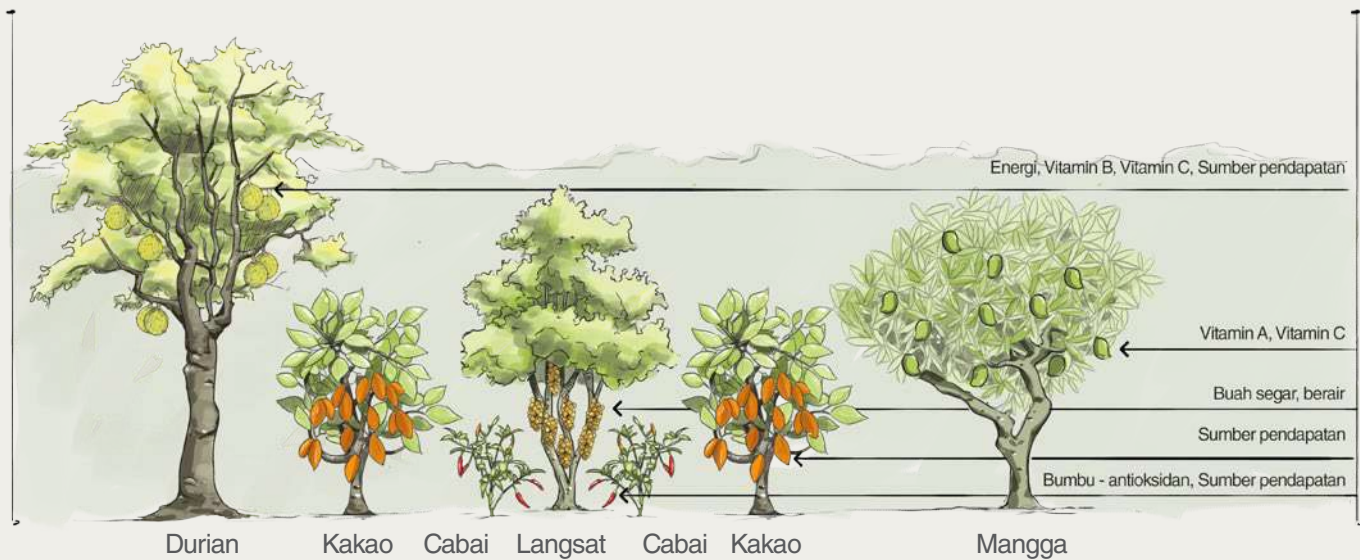 Energi, Vitamin B, Vitamin C, Sumber pendapatan
Vitamin A, Vitamin C
Buah segar, berair
Sumber pendapatan
Bumbu - antioksidan, Sumber pendapatan
Durian Kakao Cabai Langsat Cabai Kakao Mangga